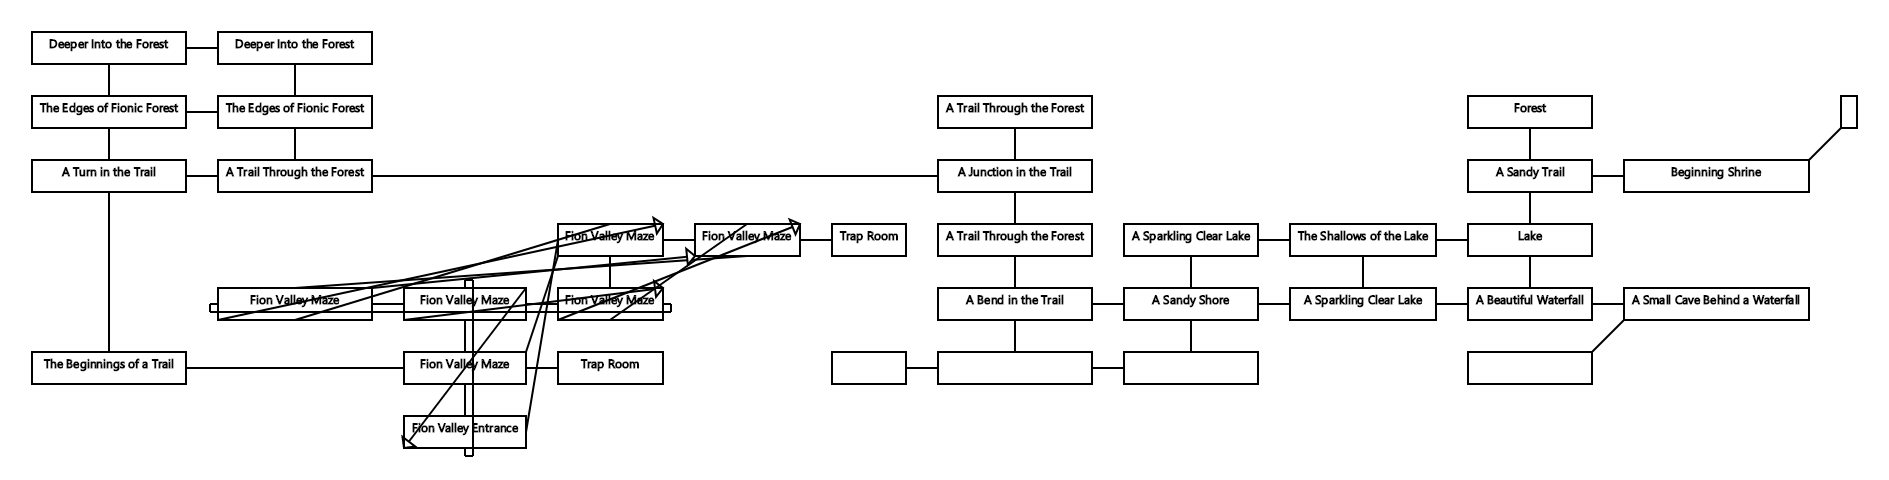 Deeper Into the Forest
Deeper Into the Forest
The Edges of Fionic Forest
The Edges of Fionic Forest
A Trail Through the Forest
Forest
A Turn in the Trail
A Trail Through the Forest
A Junction in the Trail
A Sandy Trail
Beginning Shrine
Fion Valley Maze
Fion Valley Maze
Trap Room
A Trail Through the Forest
A Sparkling Clear Lake
The Shallows of the Lake
Lake
Fion Valley Maze
Fion Valley Maze
Fion Valley Maze
A Bend in the Trail
A Sandy Shore
A Sparkling Clear Lake
A Beautiful Waterfall
A Small Cave Behind a Waterfall
The Beginnings of a Trail
Fion Valley Maze
Trap Room
Fion Valley Entrance